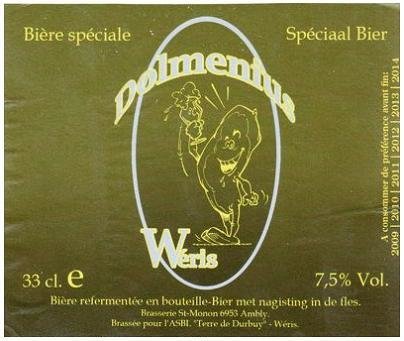 Bière spéciale
Spéciaal Bier
Dolmenius
Wéris
A consommer de préférence avant fin:
2009 | 2010 | 2011 | 2012 | 2013 | 2014
33 cl. e
7,5% Vol.
Bière refermentée en bouteille-Bier met nagisting in de fles.
Brasserie St-Monon 6953 Ambly.
Brassée pour l'ASBL "Terre de Durbuy" - Wéris.